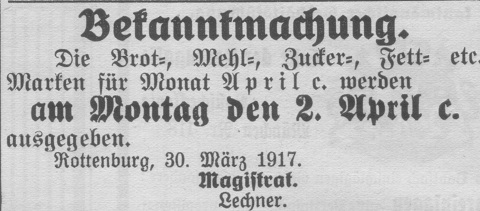 Bekanntmachung.
Die Brot-, Mehl-, Zucker-, Fett- etc.
Marken für Monat April c. werden
am Montag den 2. April c.
ausgegeben.
Rottenburg, 30. März 1917.
Magistrat.
Lechner.